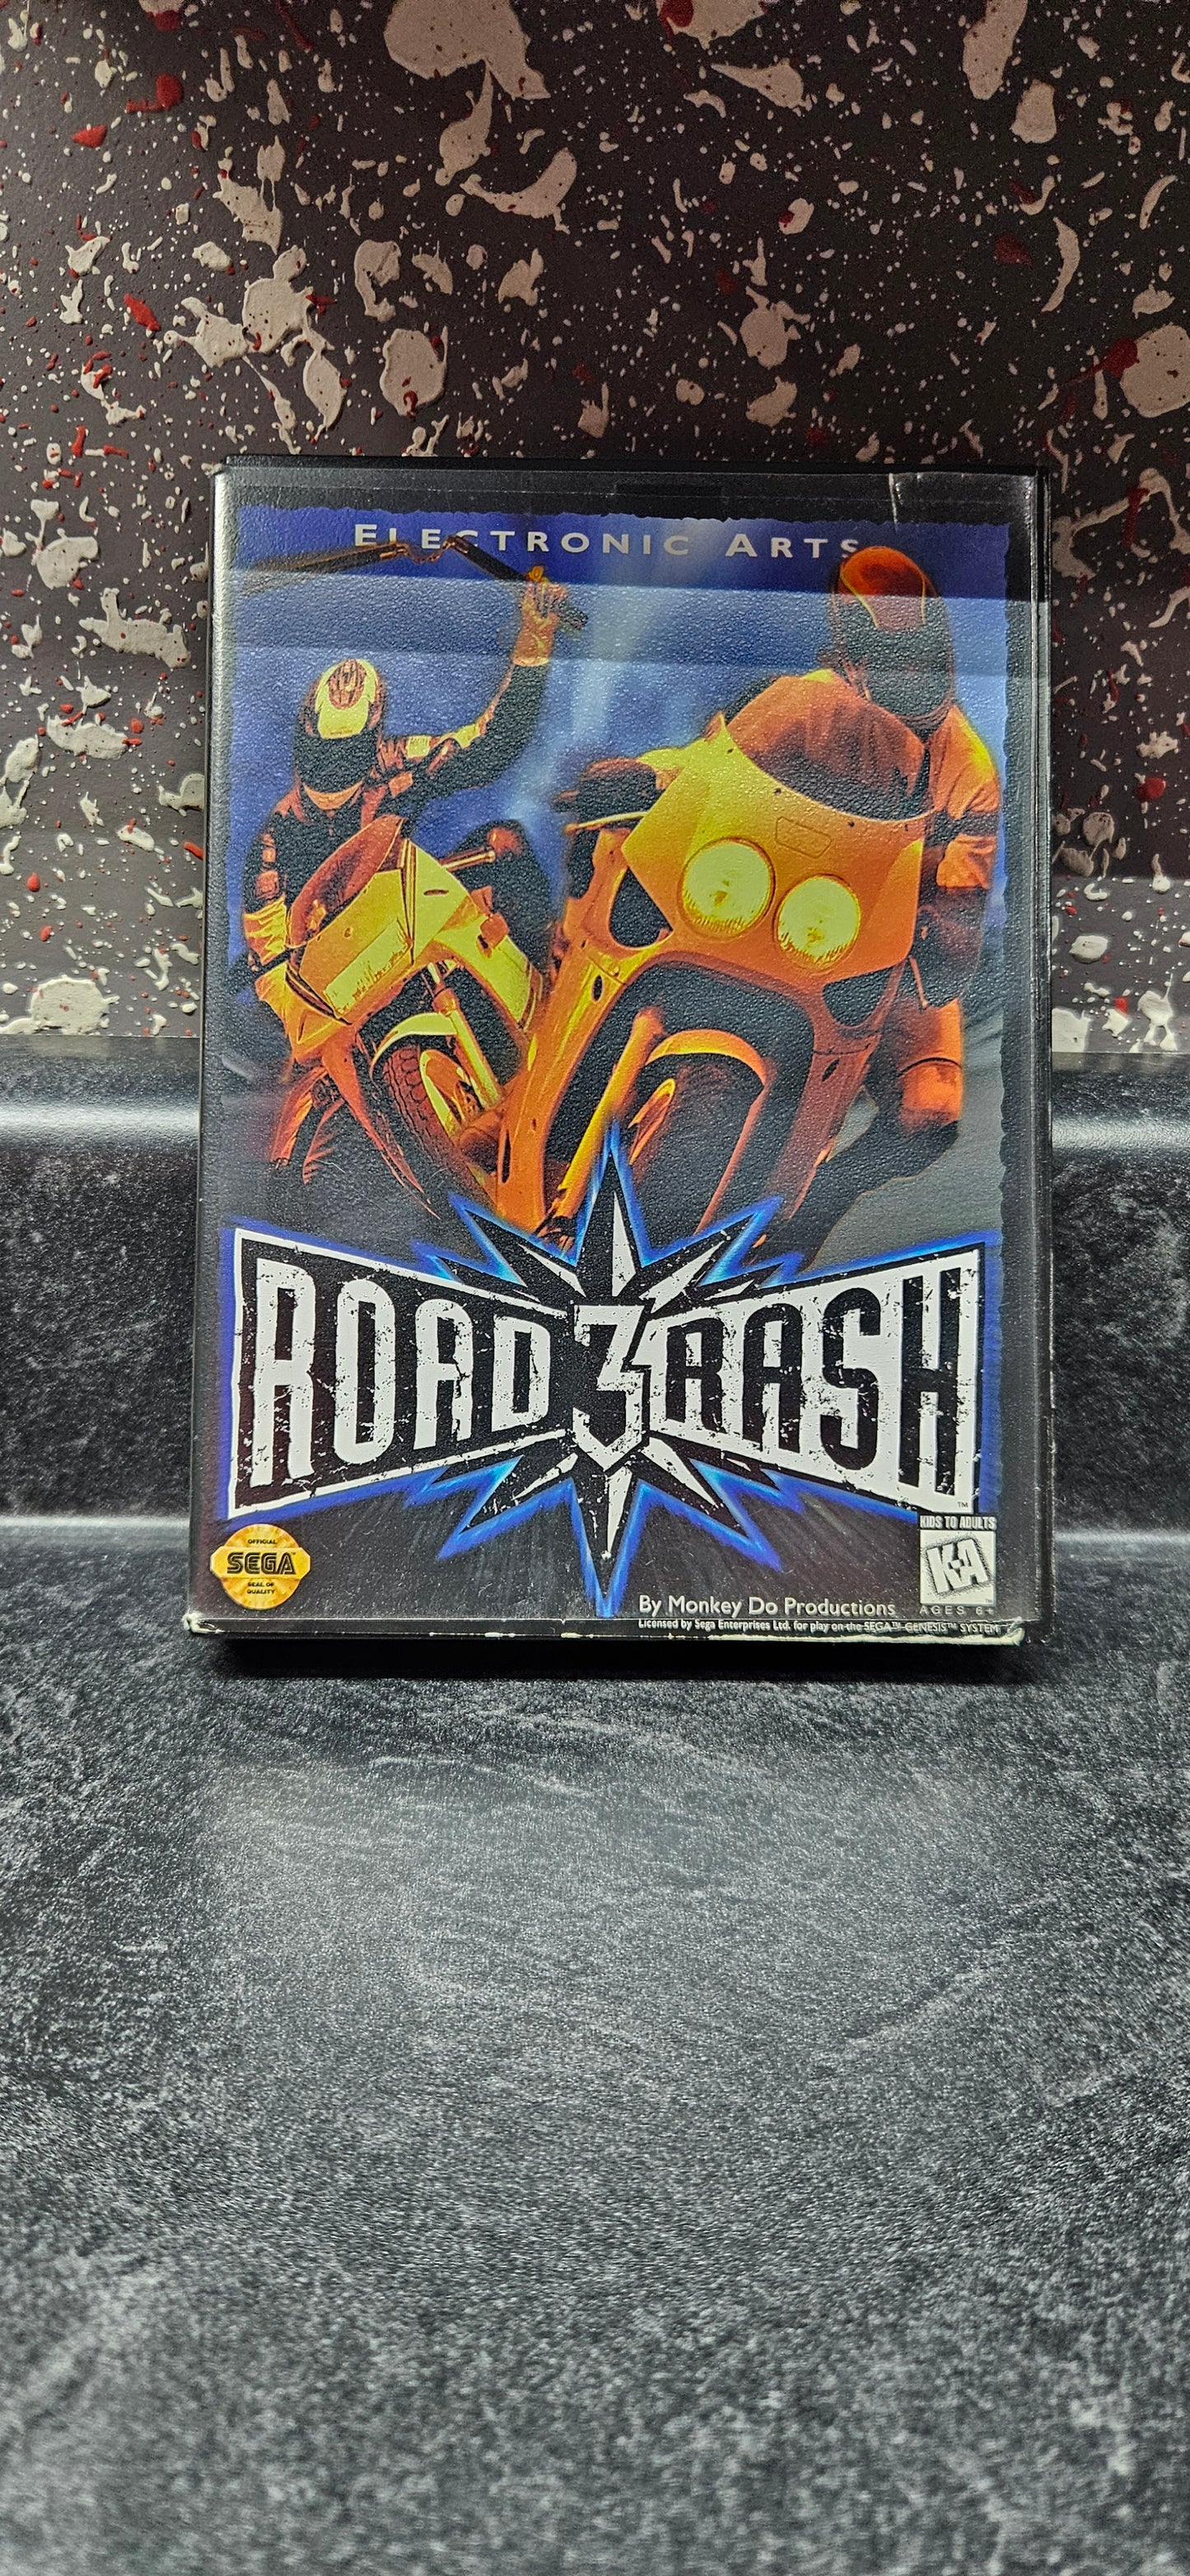 ELECTRONIC ARTS
ROAD 3 RASH
TM
OFFICIAL
SEGA
SEAL OF
QUALITY
KIDS TO ADULTS
KA
AGES 6+
By Monkey Do Productions
Licensed by Sega Enterprises Ltd. for play on the SEGA™ GENESIS™ SYSTEM